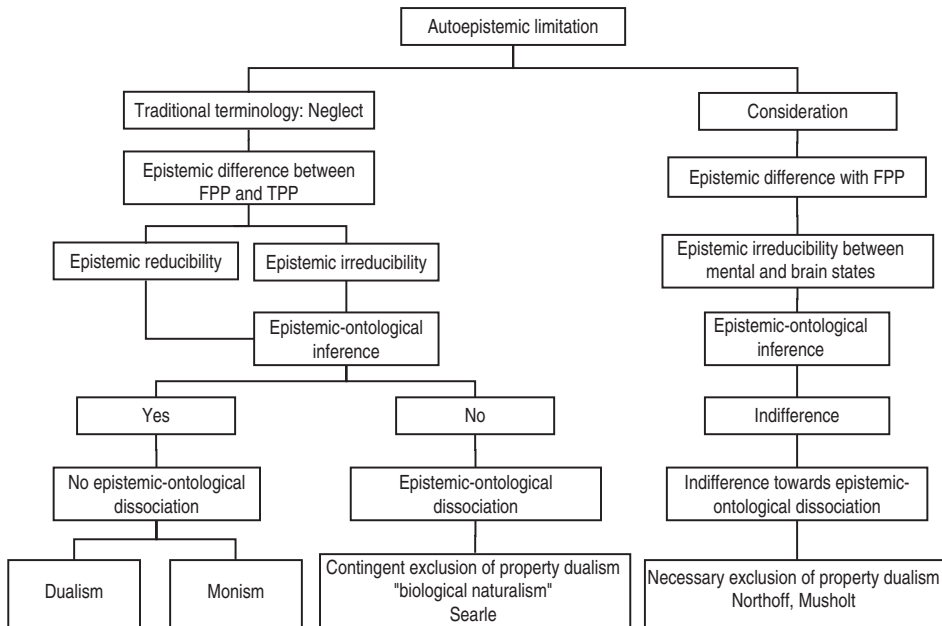 Autoepistemic limitation
Traditional terminology: Neglect
Consideration
Epistemic difference between
FPP and TPP
Epistemic difference with FPP
Epistemic reducibility
Epistemic irreducibility
Epistemic irreducibility between
mental and brain states
Epistemic-ontological
inference
Epistemic-ontological
inference
Yes
No
Indifference
No epistemic-ontological
dissociation
Epistemic-ontological
dissociation
Indifference towards epistemic-
ontological dissociation
Dualism
Monism
Contingent exclusion of property dualism
"biological naturalism"
Searle
Necessary exclusion of property dualism
Northoff, Musholt